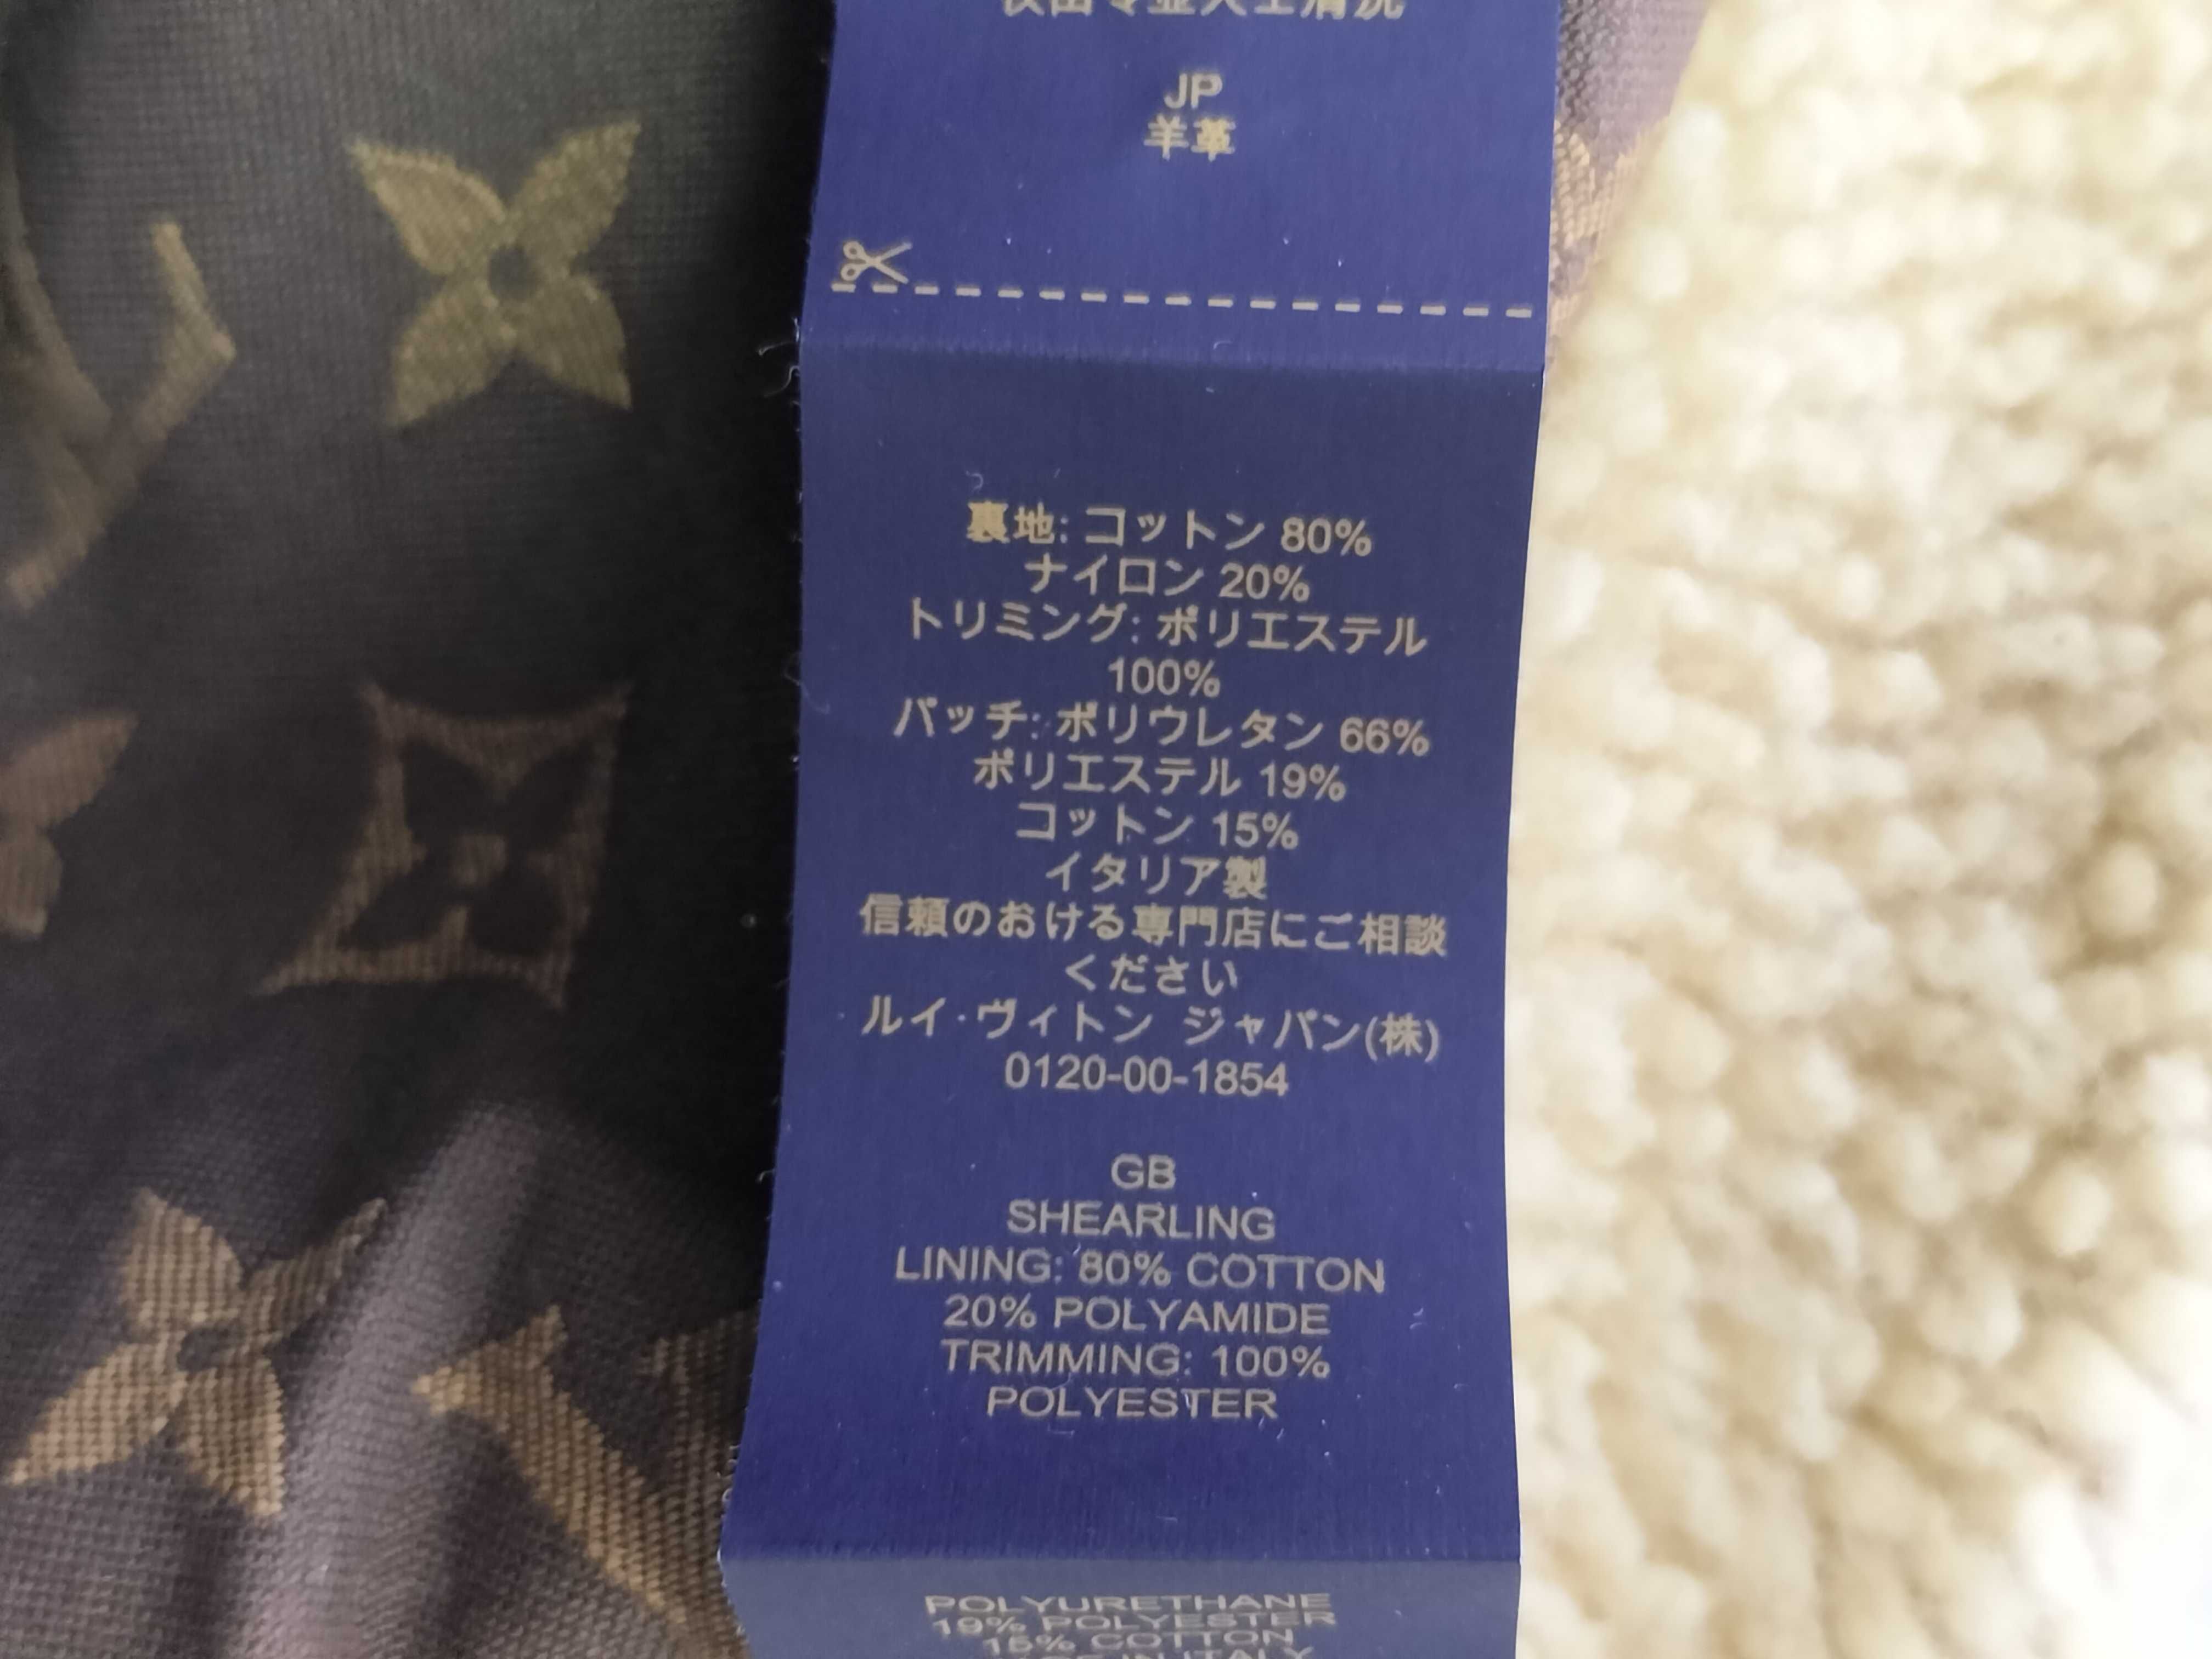 JP
羊革
裏地: コットン 80%
ナイロン 20%
トリミング: ポリエステル
100%
パッチ: ポリウレタン 66%
ポリエステル 19%
コットン 15%
イタリア製
信頼のおける専門店にご相談
ください
ルイ・ヴィトン ジャパン(株)
0120-00-1854
GB
SHEARLING
LINING: 80% COTTON
20% POLYAMIDE
TRIMMING: 100%
POLYESTER
POLYURETHANE
19% POLYESTER
15% COTTON
IN ITALY